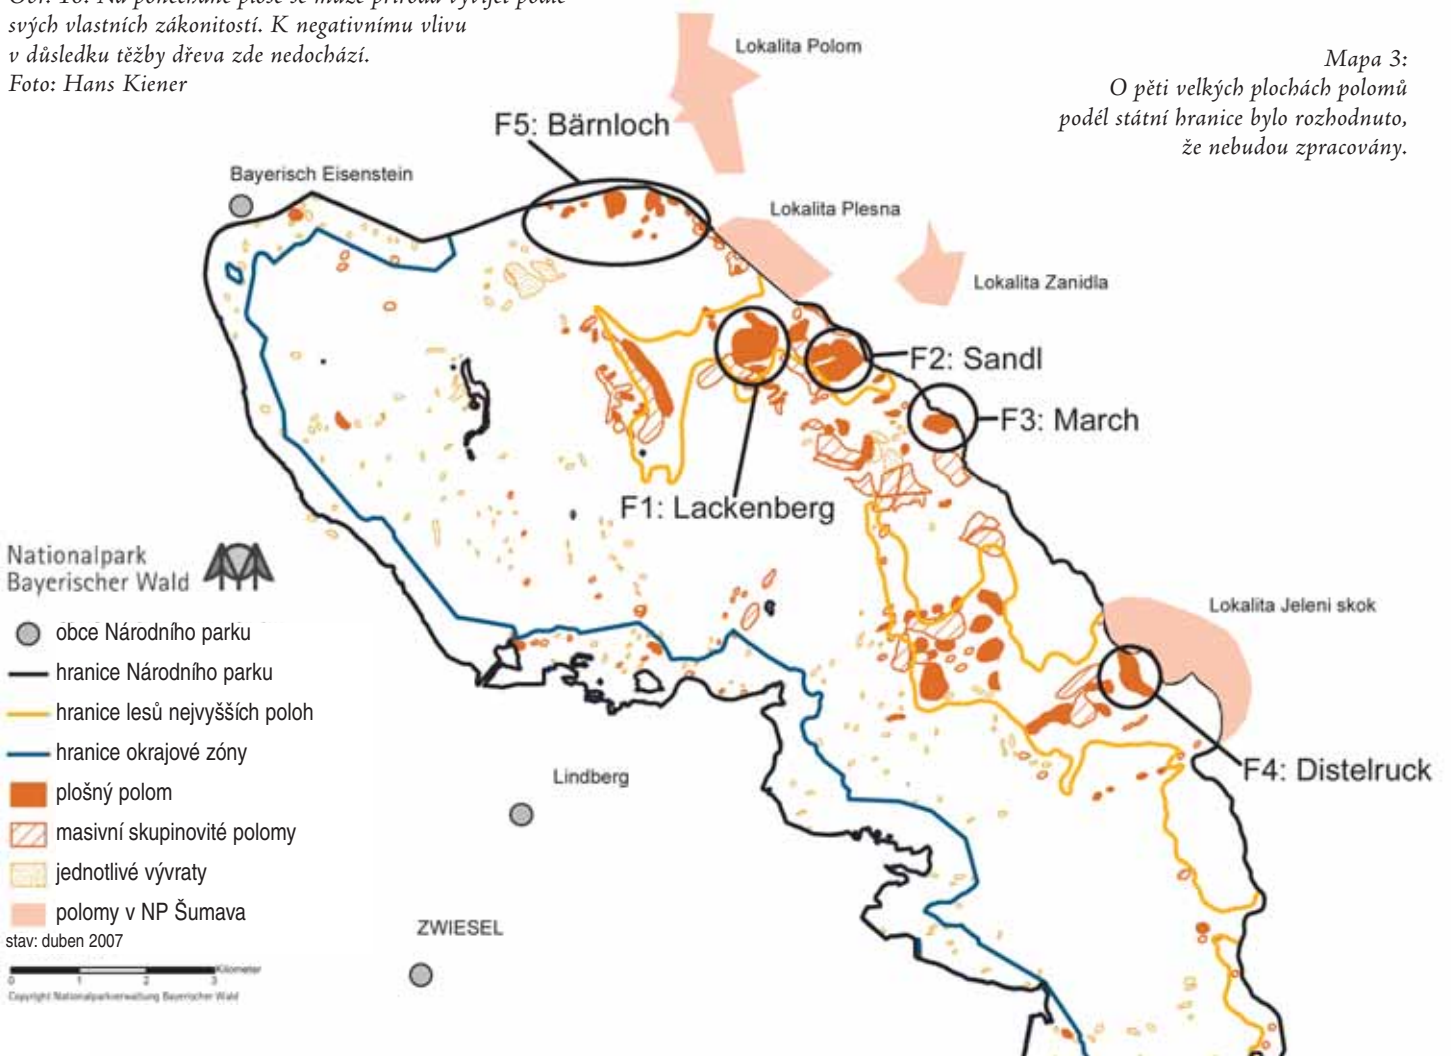 svých vlastních zákonitostí. K negativnímu vlivu
v důsledku těžby dřeva zde nedochází.
Foto: Hans Kiener
Mapa 3:
O pěti velkých plochách polomů
podél státní hranice bylo rozhodnuto,
že nebudou zpracovány.
Lokalita Polom
F5: Bärnloch
Bayerisch Eisenstein
Lokalita Plesna
Lokalita Zanidla
F2: Sandl
F3: March
F1: Lackenberg
Lokalita Jeleni skok
F4: Distelruck
Lindberg
ZWIESEL
Nationalpark
Bayerischer Wald
obce Národního parku
hranice Národního parku
hranice lesů nejvyšších poloh
hranice okrajové zóny
plošný polom
masivní skupinovité polomy
jednotlivé vývraty
polomy v NP Šumava
stav: duben 2007
0 1 2 3 Kilometer
Copyright Nationalparkverwaltung Bayerischer Wald